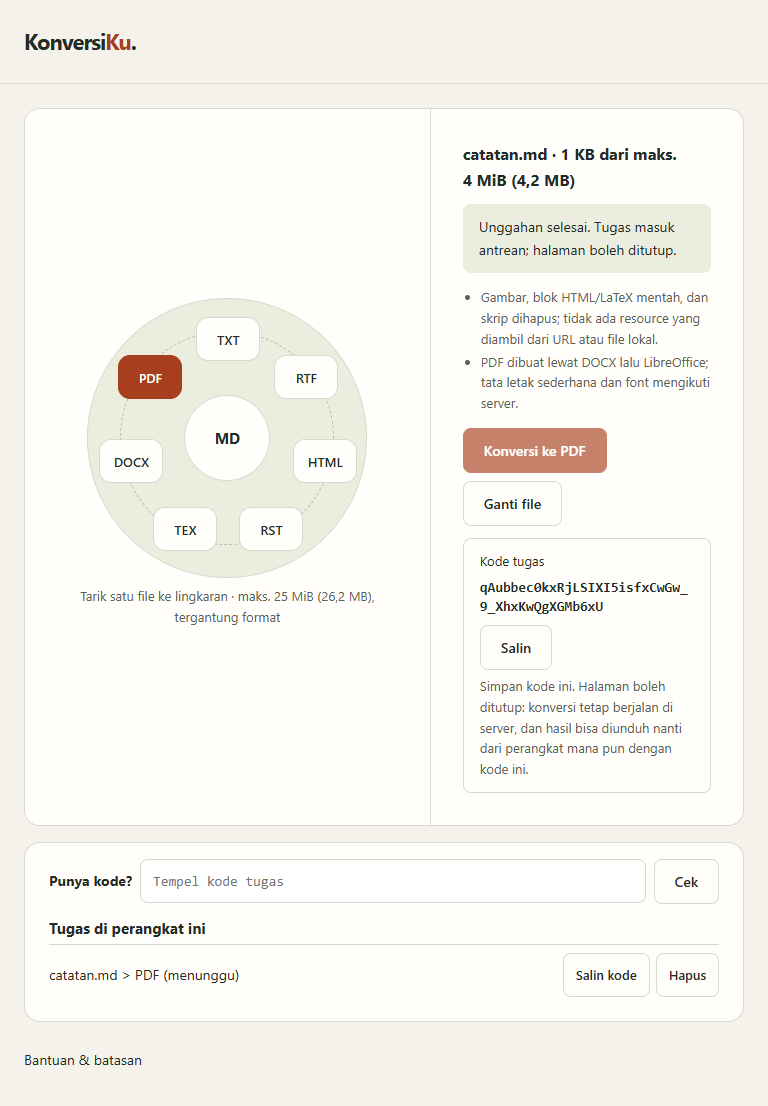 KonversiKu.
TXT
PDF
RTF
MD
DOCX
HTML
TEX
RST
Tarik satu file ke lingkaran · maks. 25 MiB (26,2 MB),
tergantung format
catatan.md · 1 KB dari maks.
4 MiB (4,2 MB)
Unggahan selesai. Tugas masuk
antrean; halaman boleh ditutup.
Gambar, blok HTML/LaTeX mentah, dan
skrip dihapus; tidak ada resource yang
diambil dari URL atau file lokal.
PDF dibuat lewat DOCX lalu LibreOffice;
tata letak sederhana dan font mengikuti
server.
Konversi ke PDF
Ganti file
Kode tugas
qAubbec0kxRjLSIXI5isfxCwGw_
9_XhxKwQgXGMb6xU
Salin
Simpan kode ini. Halaman boleh
ditutup: konversi tetap berjalan di
server, dan hasil bisa diunduh nanti
dari perangkat mana pun dengan
kode ini.
Punya kode?
Tempel kode tugas
Cek
Tugas di perangkat ini
catatan.md > PDF (menunggu)
Salin kode
Hapus
Bantuan & batasan